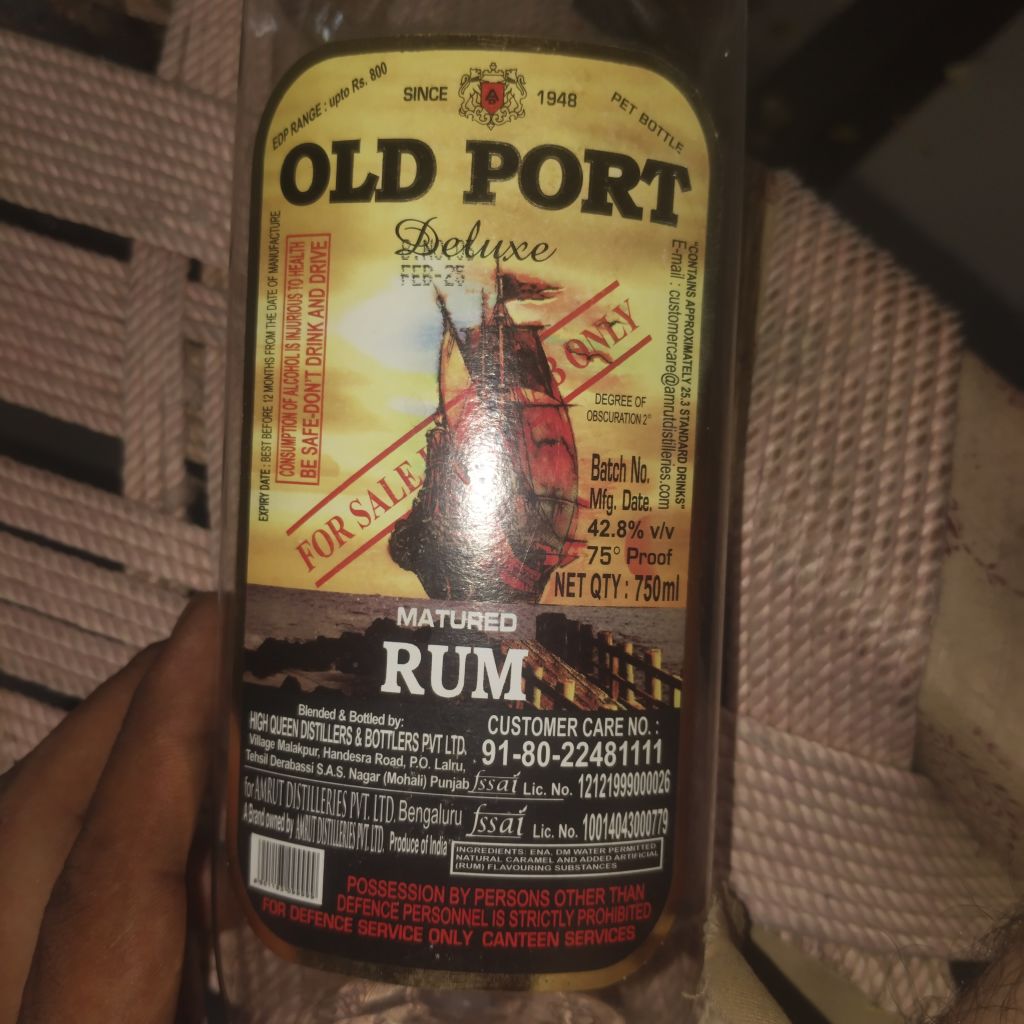 EDP RANGE : upto Rs. 800
SINCE 1948
PET BOTTLE
OLD PORT
Deluxe
FEB-25
EXPIRY DATE : BEST BEFORE 12 MONTHS FROM THE DATE OF MANUFACTURE
CONSUMPTION OF ALCOHOL IS INJURIOUS TO HEALTH
BE SAFE-DON'T DRINK AND DRIVE
"CONTAINS APPROXIMATELY 25.3 STANDARD DRINKS"
E-mail : customercare@amrutdistilleries.com
FOR SALE ONLY
DEGREE OF
OBSCURATION 2°
Batch No.
Mfg. Date.
42.8% v/v
75° Proof
NET QTY : 750ml
MATURED
RUM
Blended & Bottled by:
HIGH QUEEN DISTILLERS & BOTTLERS PVT LTD.
Village Malakpur, Handesra Road, P.O. Lalru,
Tehsil Derabassi S.A.S. Nagar (Mohali) Punjab
fssai Lic. No. 12121999000026
for AMRUT DISTILLERIES PVT. LTD. Bengaluru
A Brand owned by AMRUT DISTILLERIES PVT. LTD. Produce of India
CUSTOMER CARE NO. :
91-80-22481111
fssai Lic. No. 10014043000779
INGREDIENTS: ENA, DM WATER PERMITTED
NATURAL CARAMEL AND ADDED ARTIFICIAL
(RUM) FLAVOURING SUBSTANCES
POSSESSION BY PERSONS OTHER THAN
DEFENCE PERSONNEL IS STRICTLY PROHIBITED
FOR DEFENCE SERVICE ONLY CANTEEN SERVICES